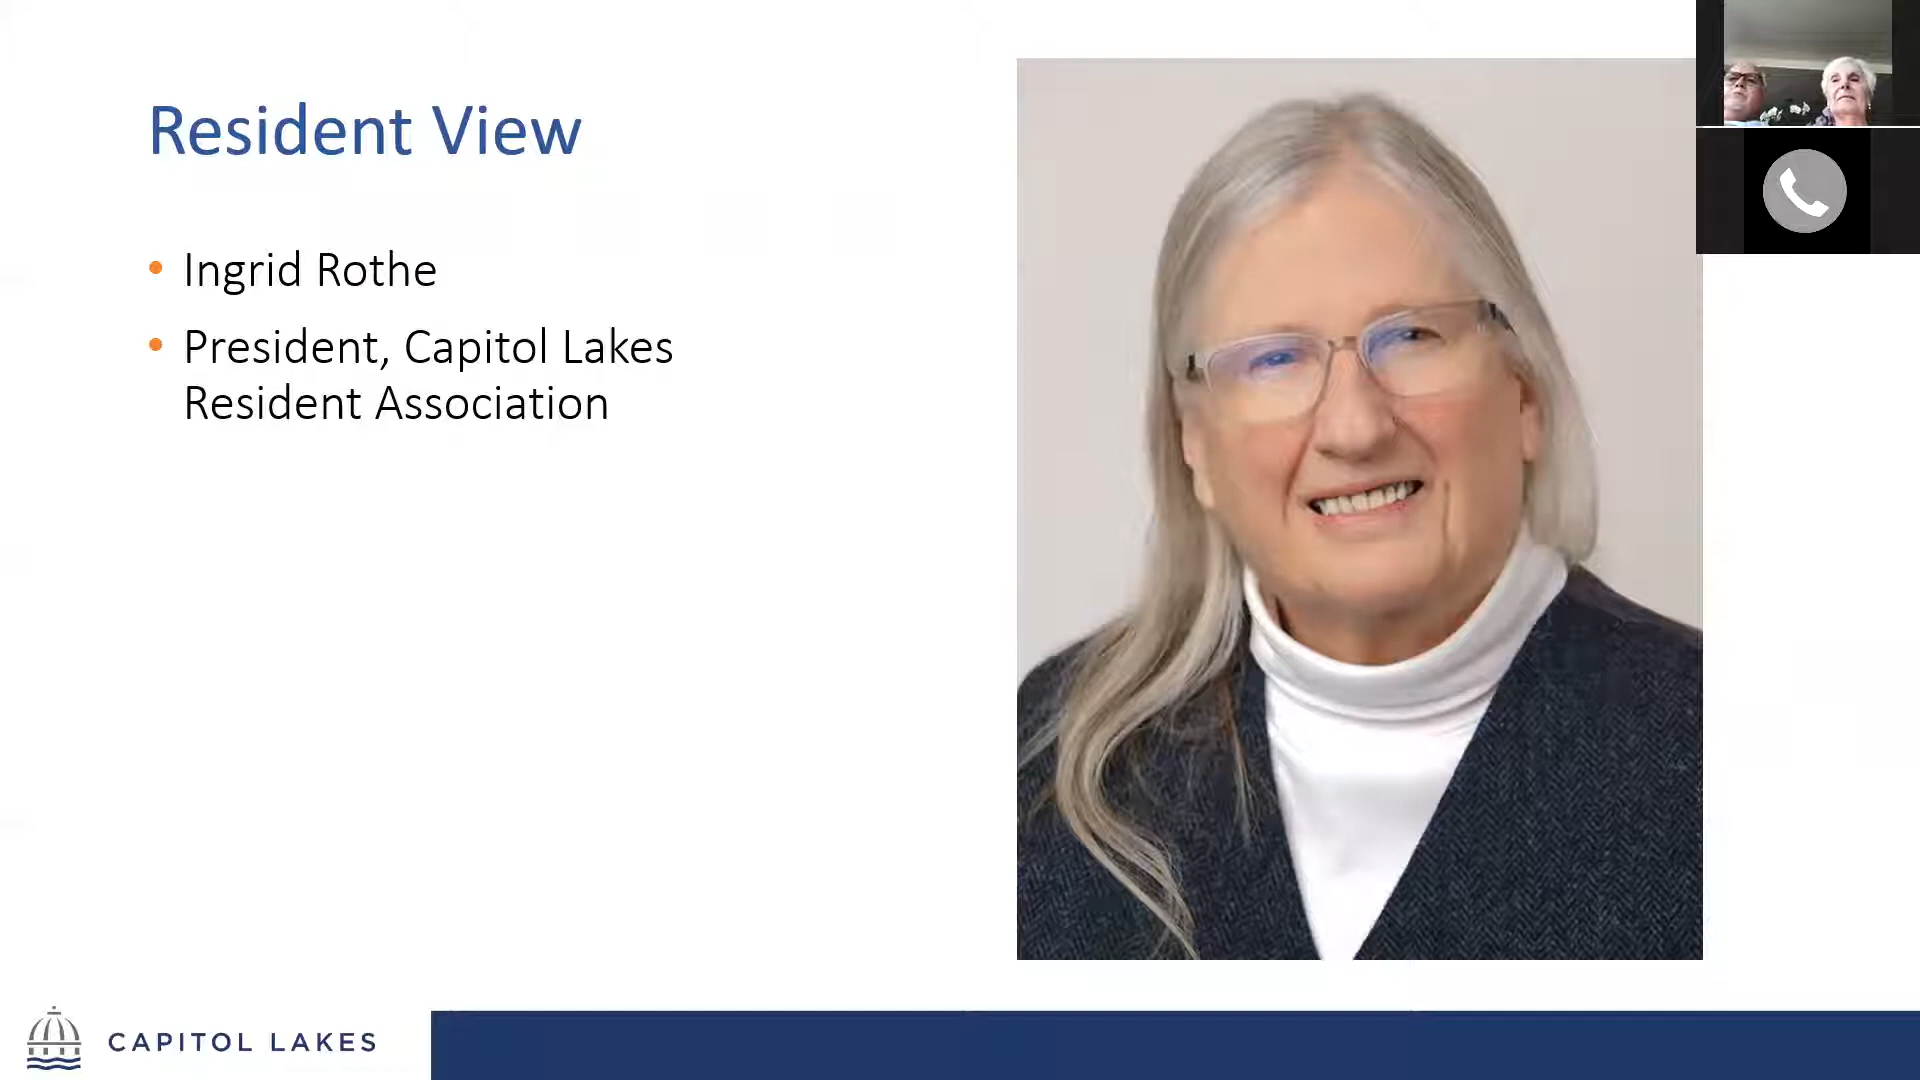 Resident View
• Ingrid Rothe
• President, Capitol Lakes
Resident Association
CAPITOL LAKES